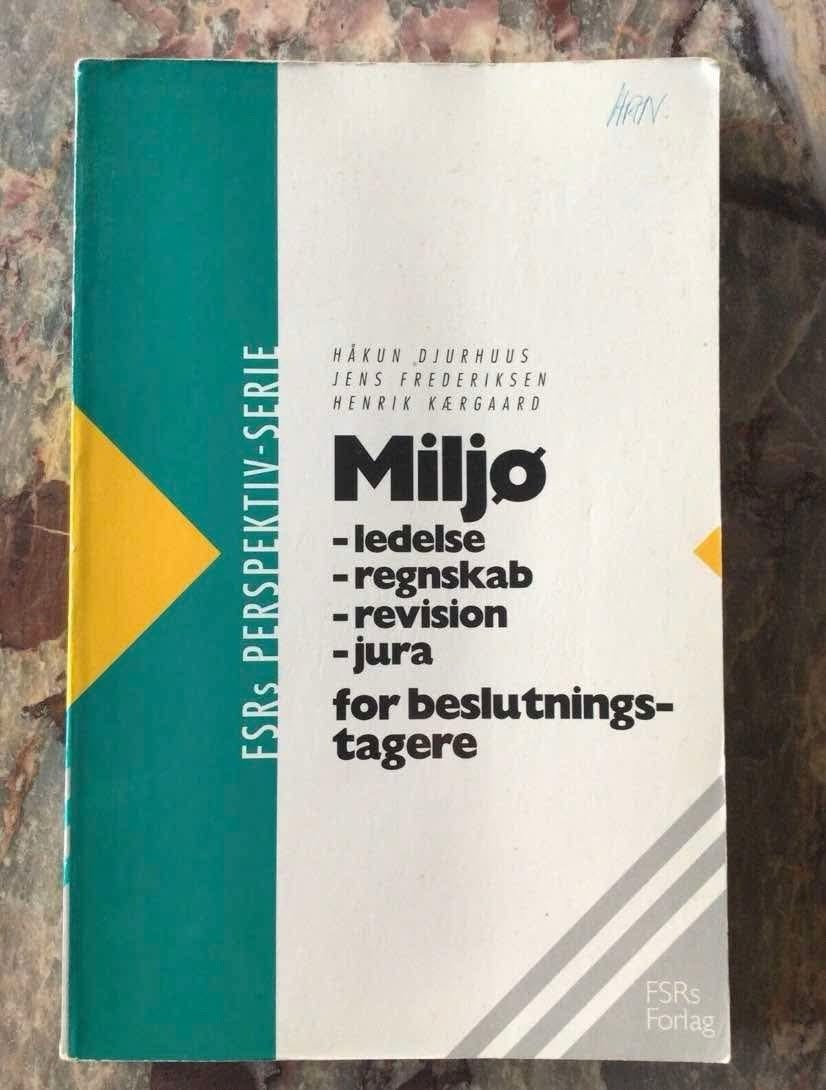 HRN.
HÅKUN DJURHUUS
JENS FREDERIKSEN
HENRIK KÆRGAARD
FSRs PERSPEKTIV-SERIE
Miljø
-ledelse
-regnskab
-revision
-jura
for beslutnings-
tagere
FSRs
Forlag